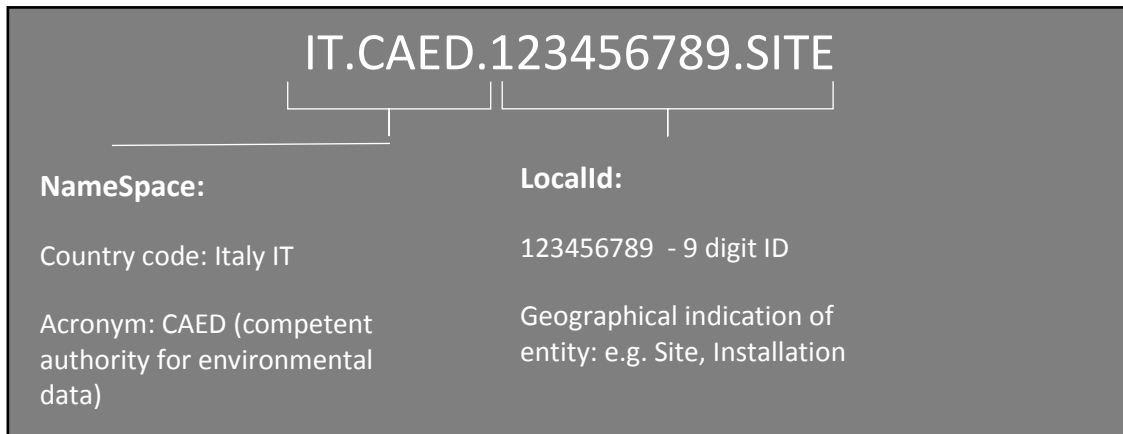 IT.CAED.123456789.SITE
NameSpace:
Country code: Italy IT
Acronym: CAED (competent
authority for environmental
data)
LocalId:
123456789 - 9 digit ID
Geographical indication of
entity: e.g. Site, Installation